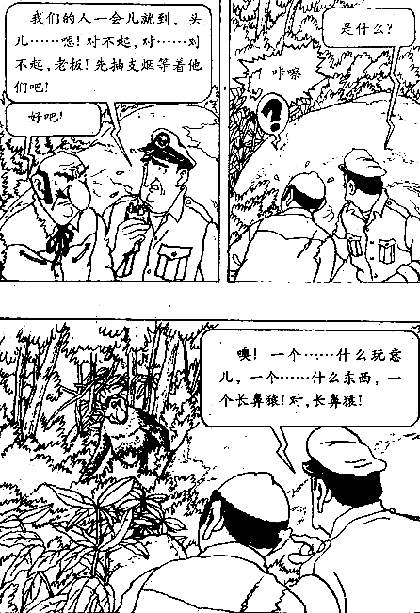 我们的人一会儿就到、头
儿……嗯!对不起,对……对
不起,老板!先抽支烟等着他
们吧!
好吧!
是什么?
咔嚓
?
噢!一个……什么玩意
儿,一个……什么东西,一
个长鼻猿!对,长鼻猿!